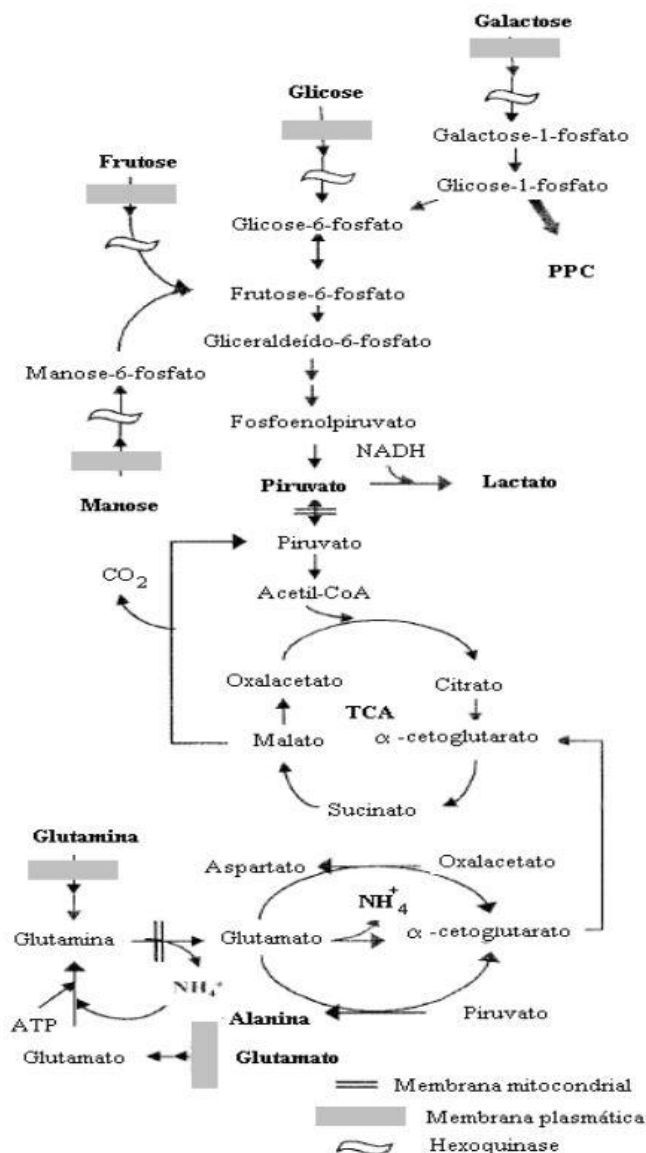 Galactose
Glicose
Galactose-1-fosfato
Frutose
Glicose-1-fosfato
Glicose-6-fosfato
PPC
Frutose-6-fosfato
Gliceraldeído-6-fosfato
Manose-6-fosfato
Fosfoenolpiruvato
NADH
Piruvato
Lactato
Manose
Piruvato
CO2
Acetil-CoA
Oxalacetato
Citrato
TCA
Malato
α -cetoglutarato
Sucinato
Glutamina
Aspartato
Oxalacetato
NH4+
Glutamina
Glutamato
α -cetoglutarato
NH4+
ATP
Alanina
Piruvato
Glutamato
Glutamato
Membrana mitocondrial
Membrana plasmática
Hexoquinase